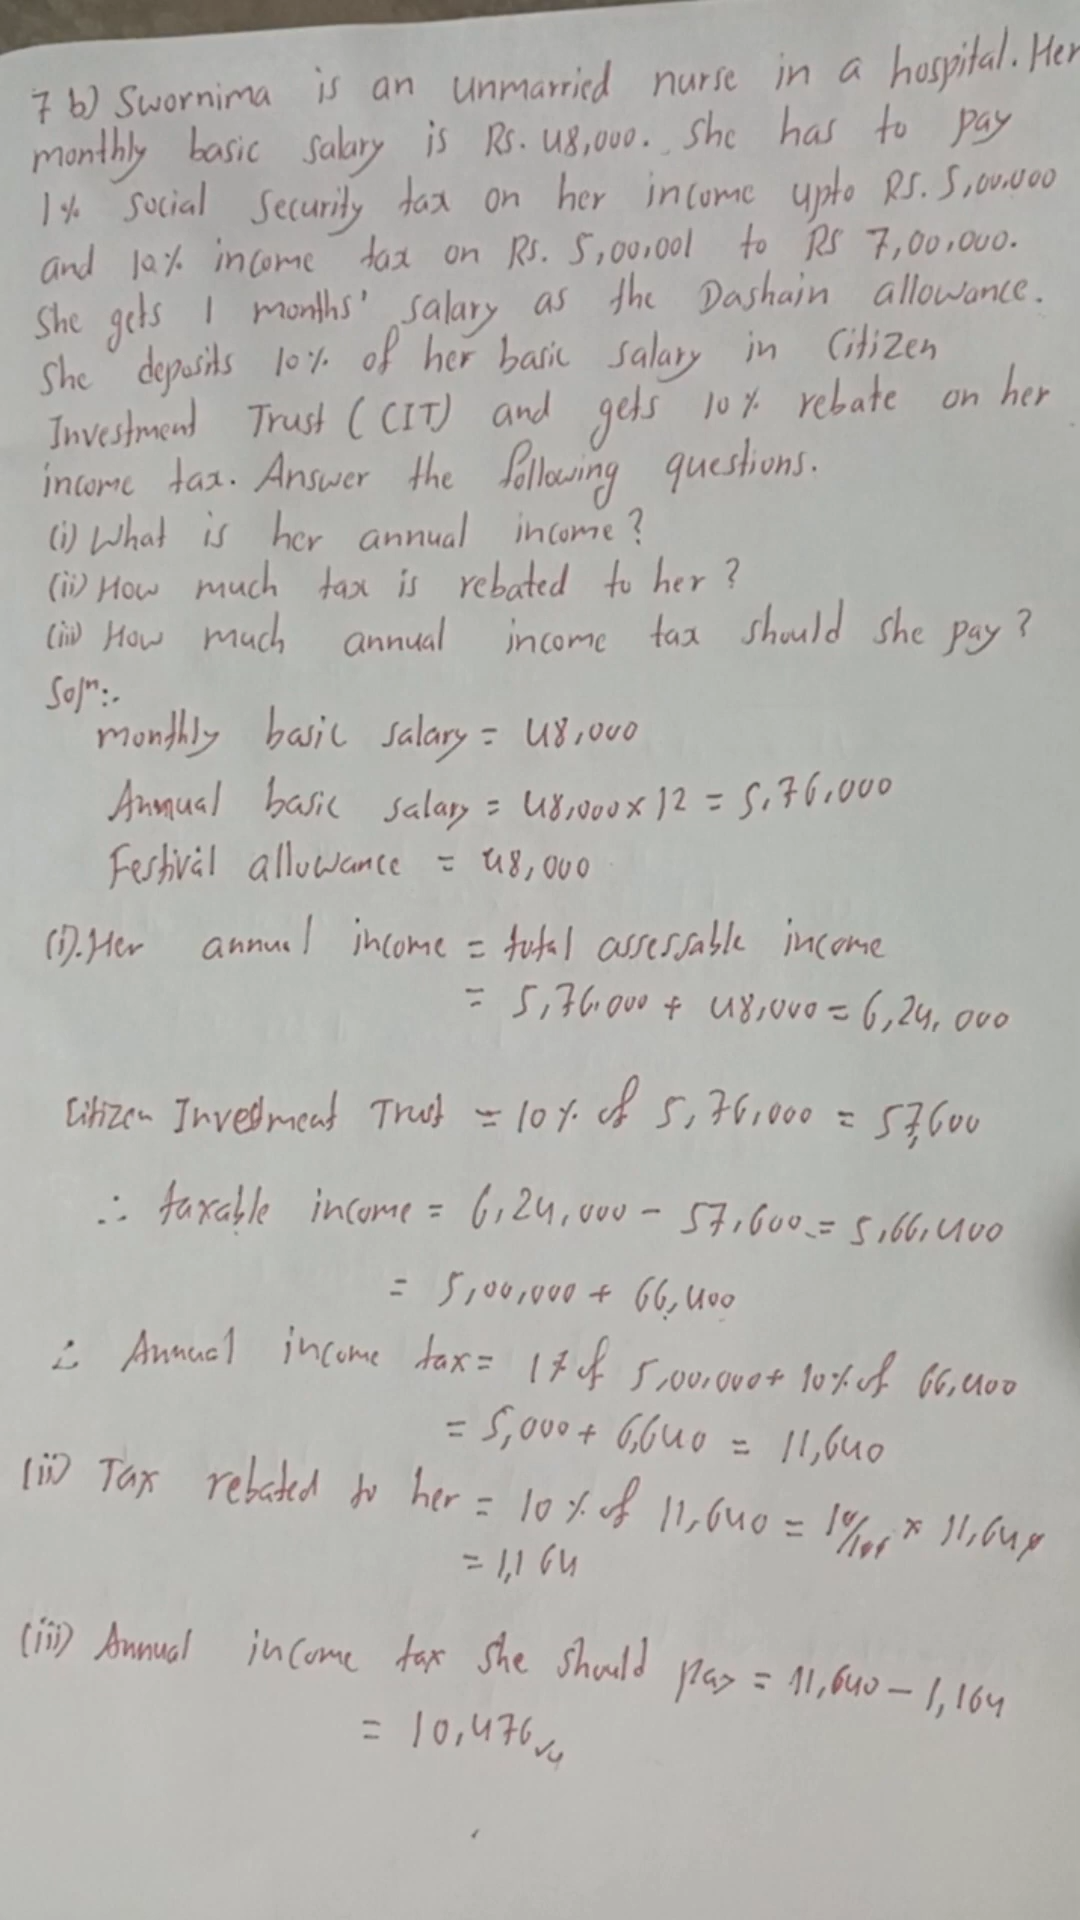 7 b) Swornima is an unmarried nurse in a hospital. Her
monthly basic salary is Rs. 48,000. She has to pay
1% Social Security tax on her income upto RS. 5,00,000
and 10% income tax on Rs. 5,00,001 to RS 7,00,000.
She gets 1 months' salary as the Dashain allowance.
She deposits 10% of her basic salary in Citizen
Investment Trust (CIT) and gets 10% rebate on her
income tax. Answer the following questions.
(i) What is her annual income?
(ii) How much tax is rebated to her?
(iii) How much annual income tax should she pay?
Solⁿ:-
monthly basic salary = 48,000
Annual basic salary = 48,000 x 12 = 5,76,000
Festival allowance = 48,000
(i). Her annual income = total assessable income
= 5,76,000 + 48,000 = 6,24,000
Citizen Investment Trust = 10% of 5,76,000 = 57,600
∴ taxable income = 6,24,000 - 57,600 = 5,66,400
= 5,00,000 + 66,400
∴ Annual income tax = 1% of 5,00,000 + 10% of 66,400
= 5,000 + 6,640 = 11,640
(ii) Tax rebated to her = 10% of 11,640 = 10/100 x 11,640
= 1,164
(iii) Annual income tax she should pay = 11,640 - 1,164
= 10,476